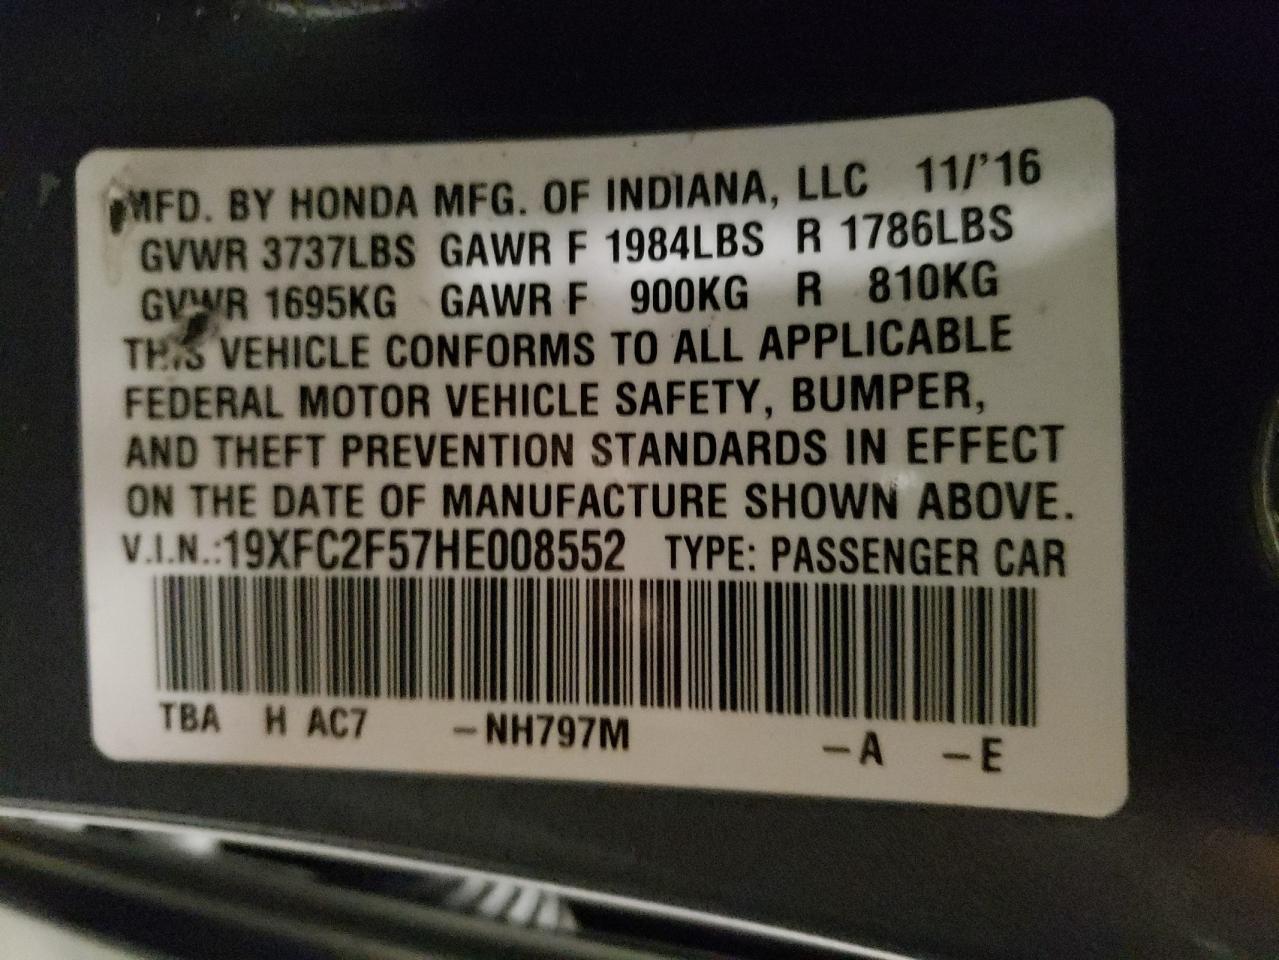 MFD. BY HONDA MFG. OF INDIANA, LLC 11/'16
GVWR 3737LBS GAWR F 1984LBS R 1786LBS
GVWR 1695KG GAWR F 900KG R 810KG
THIS VEHICLE CONFORMS TO ALL APPLICABLE
FEDERAL MOTOR VEHICLE SAFETY, BUMPER,
AND THEFT PREVENTION STANDARDS IN EFFECT
ON THE DATE OF MANUFACTURE SHOWN ABOVE.
V.I.N.:19XFC2F57HE008552 TYPE: PASSENGER CAR
TBA H AC7 –NH797M –A –E